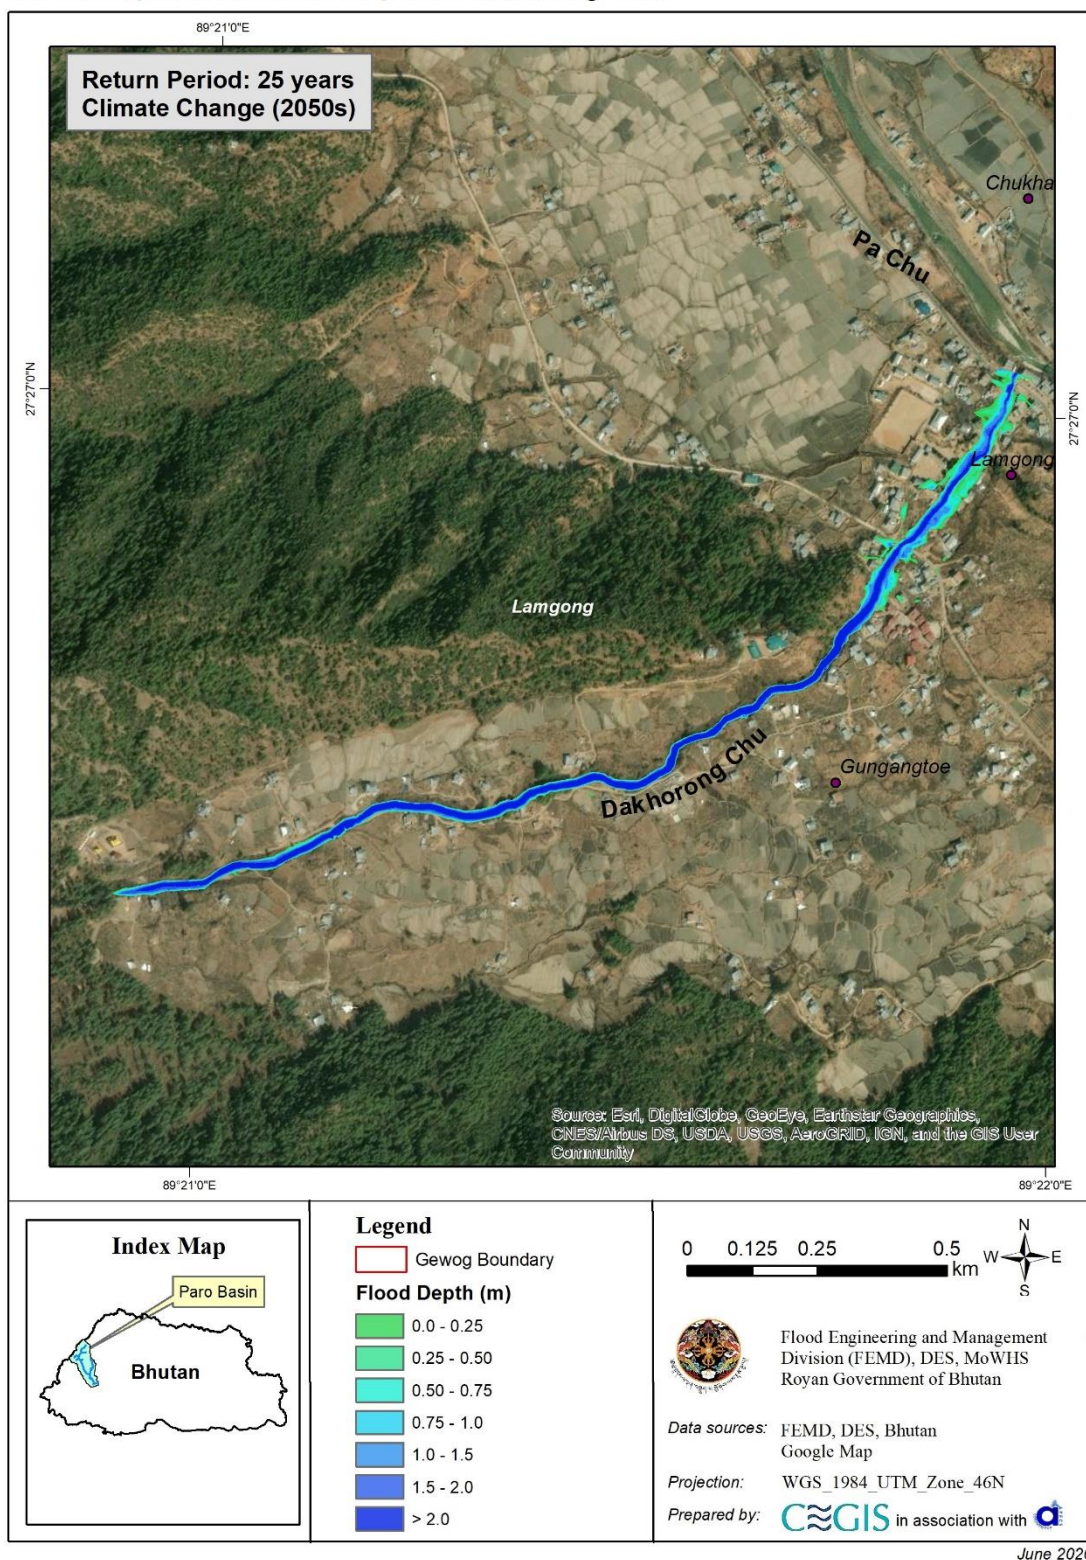 89°21'0"E
Return Period: 25 years
Climate Change (2050s)
Chukha
Pa Chu
27°27'0"N
27°27'0"N
Lamgong
Lamgong
Dakhorong Chu
Gungangtoe
Source: Esri, DigitalGlobe, GeoEye, Earthstar Geographics,
CNES/Airbus DS, USDA, USGS, AeroGRID, IGN, and the GIS User
Community
89°21'0"E
89°22'0"E
Index Map
Paro Basin
Bhutan
Legend
Gewog Boundary
Flood Depth (m)
0.0 - 0.25
0.25 - 0.50
0.50 - 0.75
0.75 - 1.0
1.0 - 1.5
1.5 - 2.0
> 2.0
0 0.125 0.25 0.5
km
N
W E
S
Flood Engineering and Management
Division (FEMD), DES, MoWHS
Royan Government of Bhutan
Data sources: FEMD, DES, Bhutan
Google Map
Projection: WGS_1984_UTM_Zone_46N
Prepared by: CEGIS in association with
June 2020